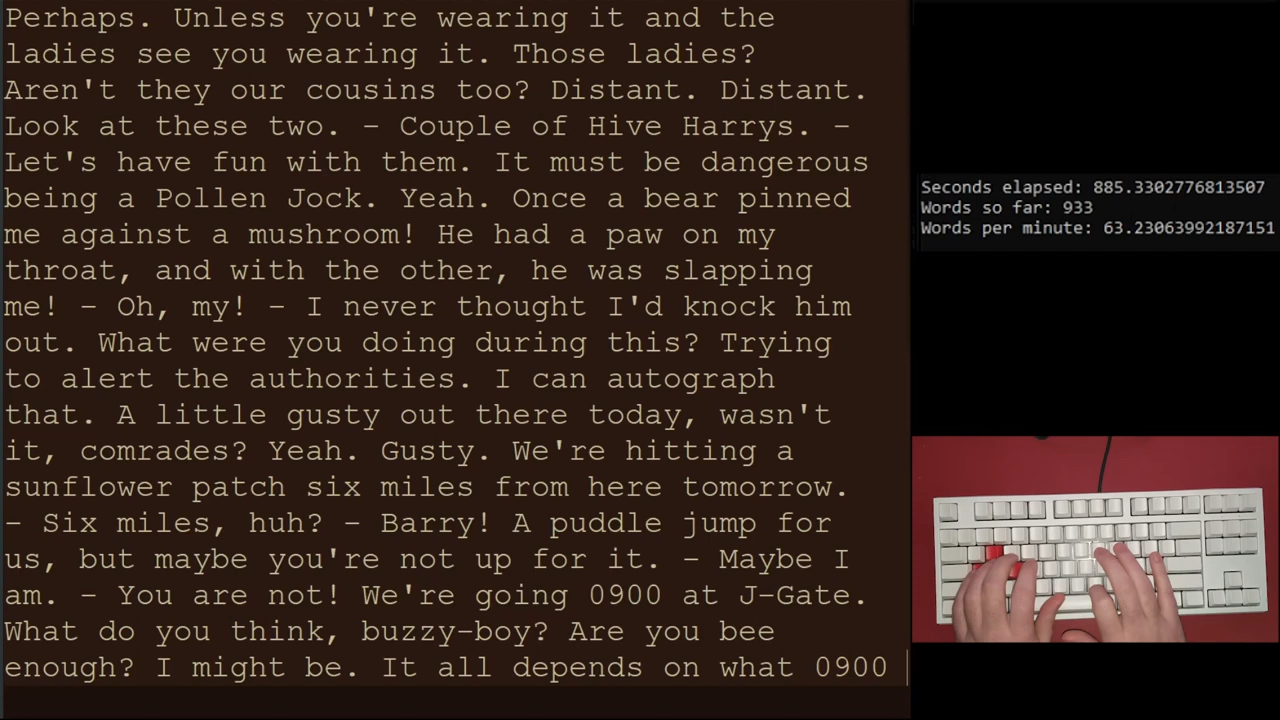 Perhaps. Unless you're wearing it and the
ladies see you wearing it. Those ladies?
Aren't they our cousins too? Distant. Distant.
Look at these two. - Couple of Hive Harrys. -
Let's have fun with them. It must be dangerous
being a Pollen Jock. Yeah. Once a bear pinned
me against a mushroom! He had a paw on my
throat, and with the other, he was slapping
me! - Oh, my! - I never thought I'd knock him
out. What were you doing during this? Trying
to alert the authorities. I can autograph
that. A little gusty out there today, wasn't
it, comrades? Yeah. Gusty. We're hitting a
sunflower patch six miles from here tomorrow.
- Six miles, huh? - Barry! A puddle jump for
us, but maybe you're not up for it. - Maybe I
am. - You are not! We're going 0900 at J-Gate.
What do you think, buzzy-boy? Are you bee
enough? I might be. It all depends on what 0900
Seconds elapsed: 885.3302776813507
Words so far: 933
Words per minute: 63.23063992187151